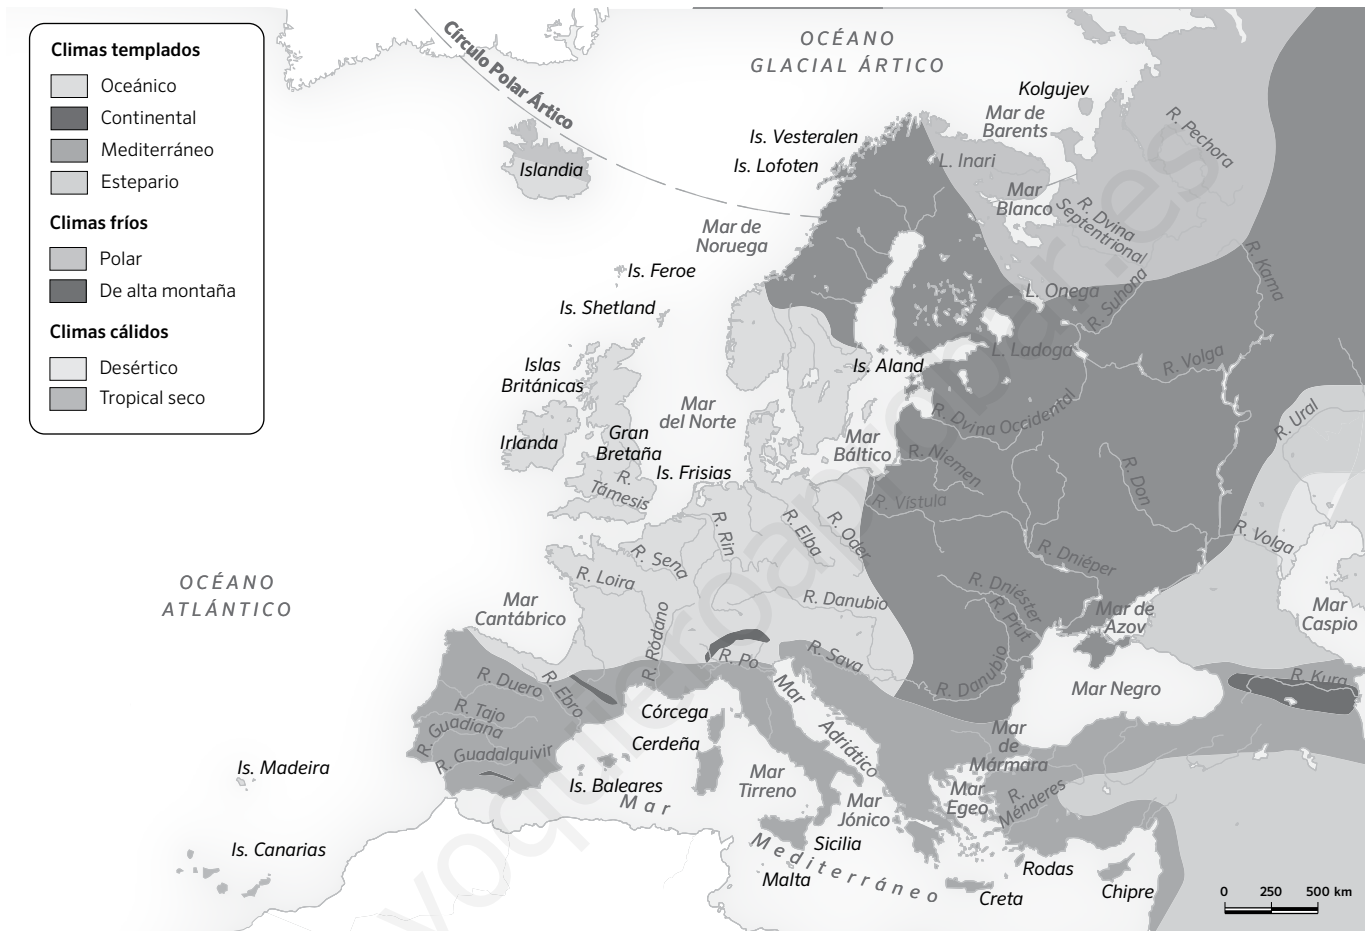 Climas templados
Oceánico
Continental
Mediterráneo
Estepario
Climas fríos
Polar
De alta montaña
Climas cálidos
Desértico
Tropical seco
Círculo Polar Ártico
OCÉANO
GLACIAL ÁRTICO
Kolgujev
Mar de
Barents
R. Pechora
Is. Vesteralen
Is. Lofoten
L. Inari
Islandia
Mar
Blanco
R. Dvina
Septentrional
Mar de
Noruega
Is. Feroe
Is. Shetland
L. Onega
R. Suhona
R. Kama
L. Ladoga
R. Volga
Islas
Británicas
Is. Aland
R. Ural
Mar
del Norte
R. Dvina Occidental
Irlanda
Gran
Bretaña
Mar
Báltico
R. Niemen
Is. Frisias
R.
Támesis
R. Vístula
R. Don
R. Rin
R. Elba
R. Oder
R. Volga
R. Sena
R. Loira
R. Dniéper
OCÉANO
ATLÁNTICO
Mar
Cantábrico
R. Ródano
R. Danubio
R. Dniéster
R. Prut
Mar de
Azov
Mar
Caspio
R. Po
R. Sava
R. Danubio
R. Duero
R. Ebro
R. Kura
Mar Negro
R. Tajo
R. Guadiana
R. Guadalquivir
Córcega
Cerdeña
Mar
Adriático
Mar
de
Mármara
Is. Madeira
Is. Baleares
Mar
Tirreno
Mar
Jónico
Mar
Egeo
R.
Ménderes
Mar
Mediterráneo
Is. Canarias
Sicilia
Malta
Rodas
Creta
Chipre
0 250 500 km
voquieroaprobar.es